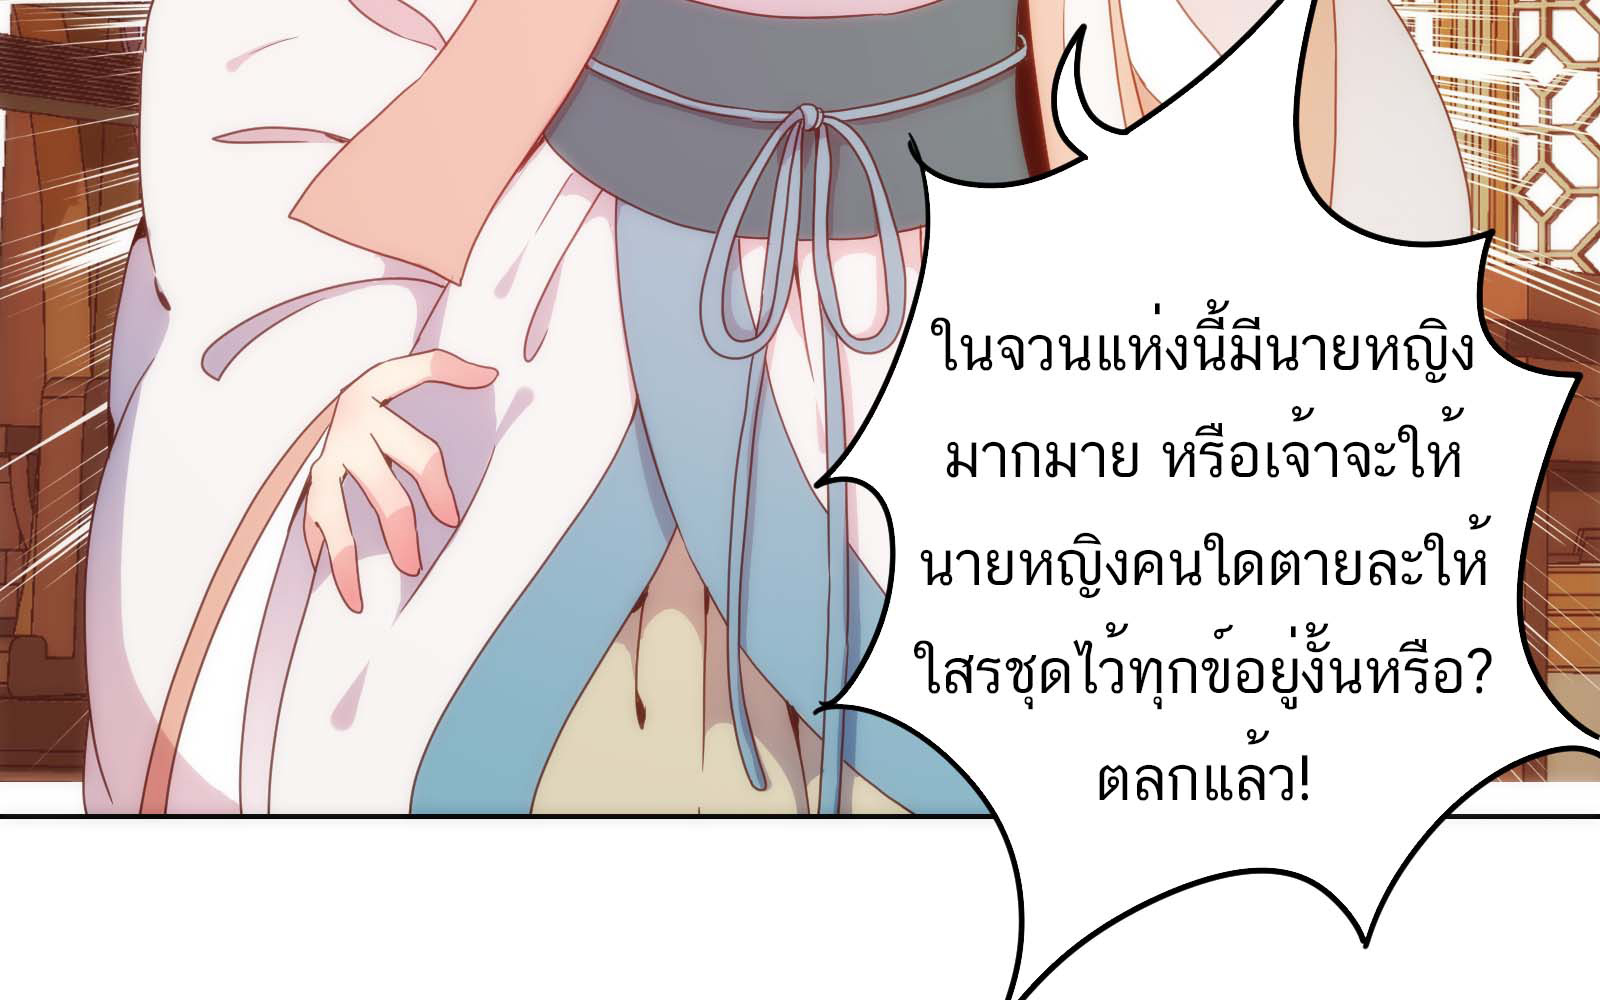 ในจวนแห่งนี้มีนายหญิง
มากมาย หรือเจ้าจะให้
นายหญิงคนใดตายละให้
ใสรชุดไว้ทุกข์อยู่งั้นหรือ?
ตลกแล้ว!